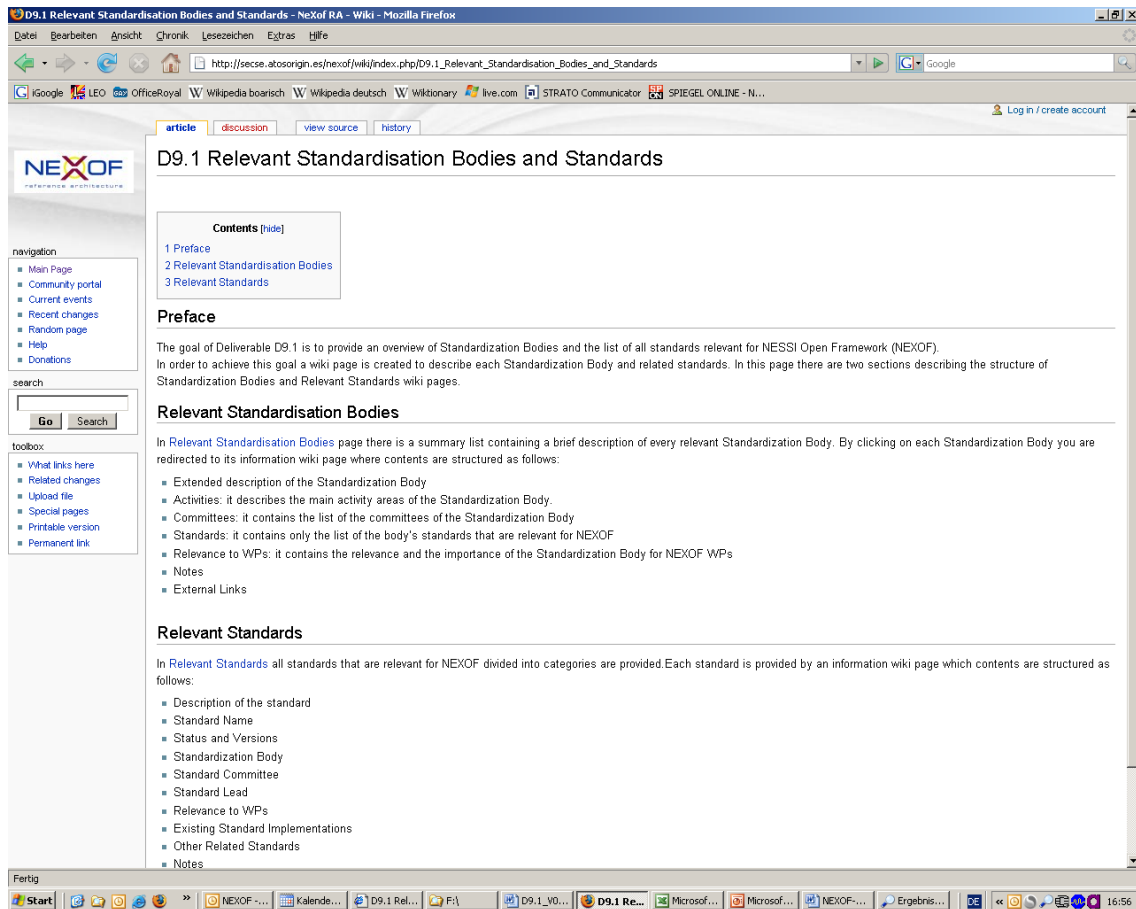 D9.1 Relevant Standardisation Bodies and Standards - NeXof RA - Wiki - Mozilla Firefox
Datei Bearbeiten Ansicht Chronik Lesezeichen Extras Hilfe
http://secse.atosorigin.es/nexof/wiki/index.php/D9.1_Relevant_Standardisation_Bodies_and_Standards
Google
iGoogle LEO OfficeRoyal Wikipedia boarisch Wikipedia deutsch Wiktionary live.com STRATO Communicator SPIEGEL ONLINE - N...
Log in / create account
article discussion view source history
NEXOF
reference architecture
D9.1 Relevant Standardisation Bodies and Standards
Contents [hide]
1 Preface
2 Relevant Standardisation Bodies
3 Relevant Standards
navigation
Main Page
Community portal
Current events
Recent changes
Random page
Help
Donations
search
Go Search
toolbox
What links here
Related changes
Upload file
Special pages
Printable version
Permanent link
Preface
The goal of Deliverable D9.1 is to provide an overview of Standardization Bodies and the list of all standards relevant for NESSI Open Framework (NEXOF).
In order to achieve this goal a wiki page is created to describe each Standardization Body and related standards. In this page there are two sections describing the structure of
Standardization Bodies and Relevant Standards wiki pages.
Relevant Standardisation Bodies
In Relevant Standardisation Bodies page there is a summary list containing a brief description of every relevant Standardization Body. By clicking on each Standardization Body you are
redirected to its information wiki page where contents are structured as follows:
Extended description of the Standardization Body
Activities: it describes the main activity areas of the Standardization Body.
Committees: it contains the list of the committees of the Standardization Body
Standards: it contains only the list of the body's standards that are relevant for NEXOF
Relevance to WPs: it contains the relevance and the importance of the Standardization Body for NEXOF WPs
Notes
External Links
Relevant Standards
In Relevant Standards all standards that are relevant for NEXOF divided into categories are provided.Each standard is provided by an information wiki page which contents are structured as
follows:
Description of the standard
Standard Name
Status and Versions
Standardization Body
Standard Committee
Standard Lead
Relevance to WPs
Existing Standard Implementations
Other Related Standards
Notes
Fertig
Start » NEXOF -... Kalende... D9.1 Rel... F:\ D9.1_V0... D9.1 Re... Microsof... Microsof... NEXOF-... Ergebnis... DE « 16:56